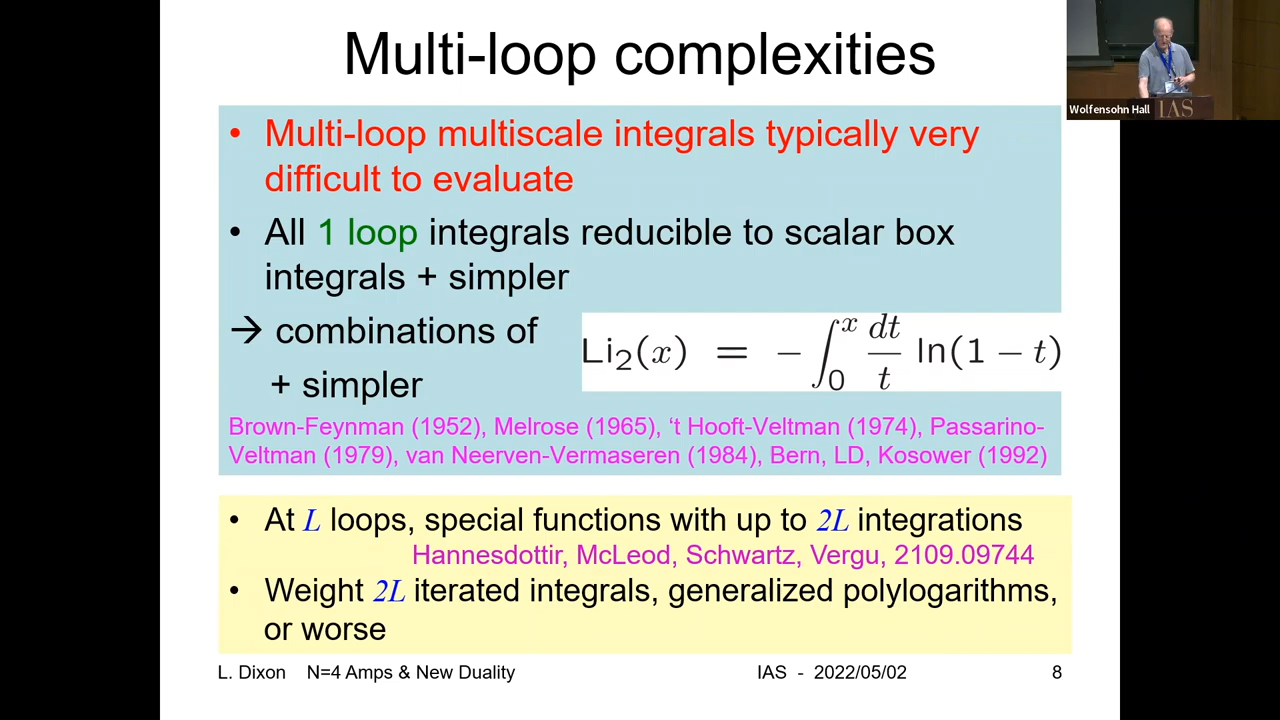 Multi-loop complexities
• Multi-loop multiscale integrals typically very
difficult to evaluate
• All 1 loop integrals reducible to scalar box
integrals + simpler
→ combinations of
+ simpler
Li₂(x) = − ∫₀ˣ dt/t ln(1 − t)
Brown-Feynman (1952), Melrose (1965), ‘t Hooft-Veltman (1974), Passarino-
Veltman (1979), van Neerven-Vermaseren (1984), Bern, LD, Kosower (1992)
• At L loops, special functions with up to 2L integrations
Hannesdottir, McLeod, Schwartz, Vergu, 2109.09744
• Weight 2L iterated integrals, generalized polylogarithms,
or worse
L. Dixon N=4 Amps & New Duality IAS - 2022/05/02 8
Wolfensohn Hall
IAS